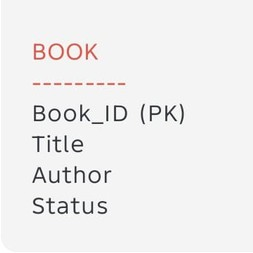 BOOK
---------
Book_ID (PK)
Title
Author
Status